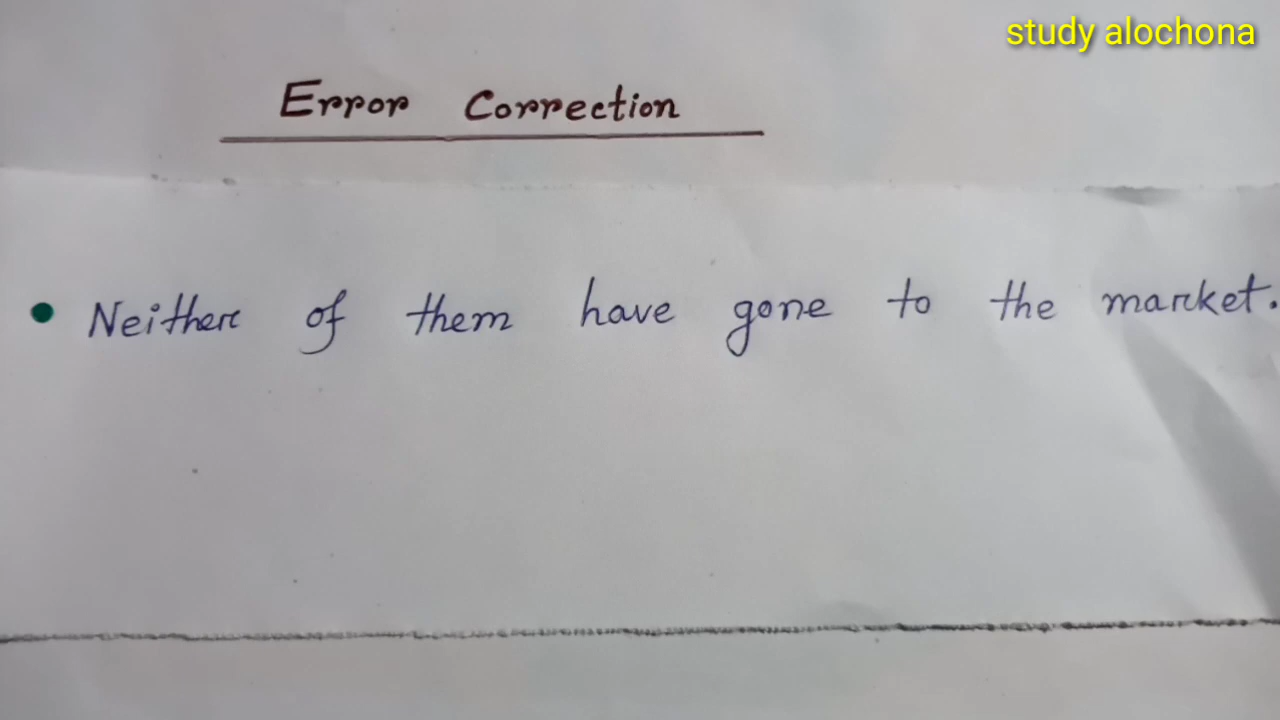 study alochona
Error Correction
• Neither of them have gone to the market.